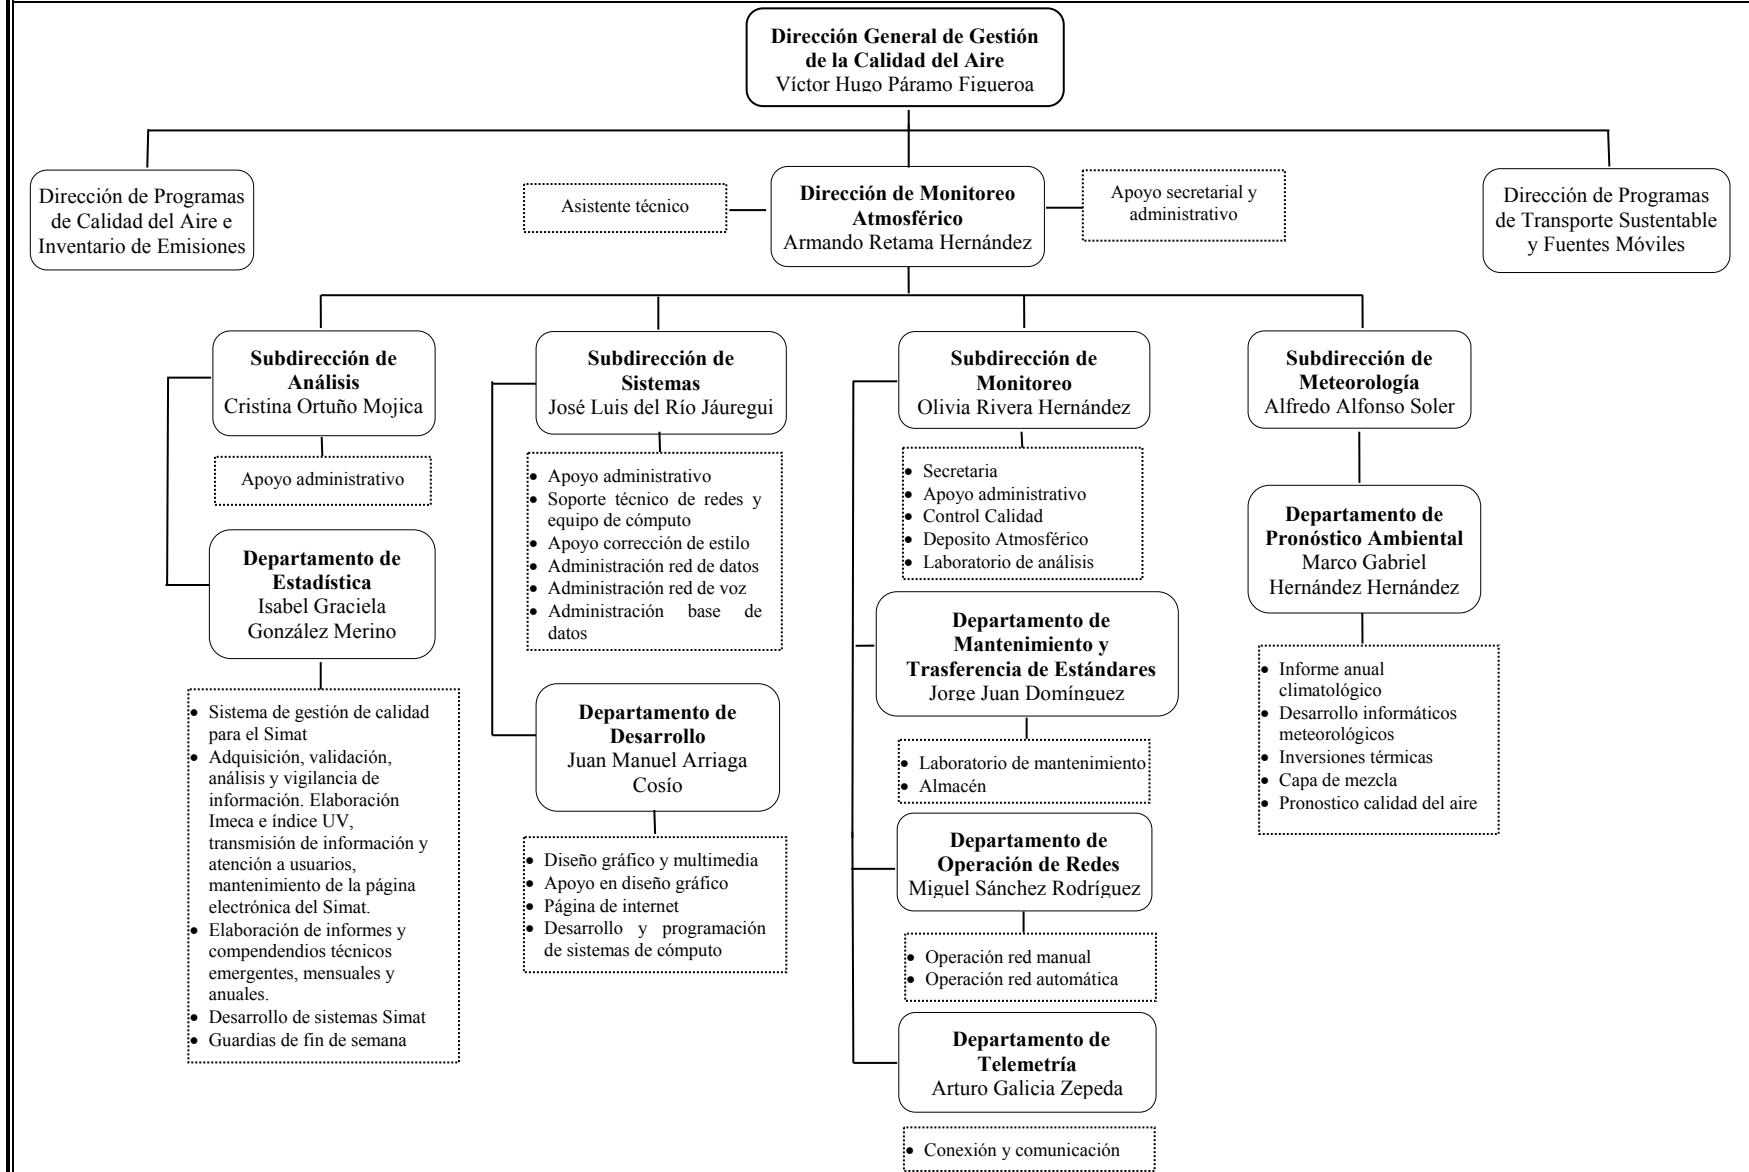 Dirección General de Gestión
de la Calidad del Aire
Víctor Hugo Páramo Figueroa
Dirección de Programas
de Calidad del Aire e
Inventario de Emisiones
Asistente técnico
Dirección de Monitoreo
Atmosférico
Armando Retama Hernández
Apoyo secretarial y
administrativo
Dirección de Programas
de Transporte Sustentable
y Fuentes Móviles
Subdirección de
Análisis
Cristina Ortuño Mojica
Apoyo administrativo
Departamento de
Estadística
Isabel Graciela
González Merino
• Sistema de gestión de calidad
para el Simat
• Adquisición, validación,
análisis y vigilancia de
información. Elaboración
Imeca e índice UV,
transmisión de información y
atención a usuarios,
mantenimiento de la página
electrónica del Simat.
• Elaboración de informes y
compendendios técnicos
emergentes, mensuales y
anuales.
• Desarrollo de sistemas Simat
• Guardias de fin de semana
Subdirección de
Sistemas
José Luis del Río Jáuregui
• Apoyo administrativo
• Soporte técnico de redes y
equipo de cómputo
• Apoyo corrección de estilo
• Administración red de datos
• Administración red de voz
• Administración base de
datos
Departamento de
Desarrollo
Juan Manuel Arriaga
Cosío
• Diseño gráfico y multimedia
• Apoyo en diseño gráfico
• Página de internet
• Desarrollo y programación
de sistemas de cómputo
Subdirección de
Monitoreo
Olivia Rivera Hernández
• Secretaria
• Apoyo administrativo
• Control Calidad
• Deposito Atmosférico
• Laboratorio de análisis
Departamento de
Mantenimiento y
Trasferencia de Estándares
Jorge Juan Domínguez
• Laboratorio de mantenimiento
• Almacén
Departamento de
Operación de Redes
Miguel Sánchez Rodríguez
• Operación red manual
• Operación red automática
Departamento de
Telemetría
Arturo Galicia Zepeda
• Conexión y comunicación
Subdirección de
Meteorología
Alfredo Alfonso Soler
Departamento de
Pronóstico Ambiental
Marco Gabriel
Hernández Hernández
• Informe anual
climatológico
• Desarrollo informáticos
meteorológicos
• Inversiones térmicas
• Capa de mezcla
• Pronostico calidad del aire